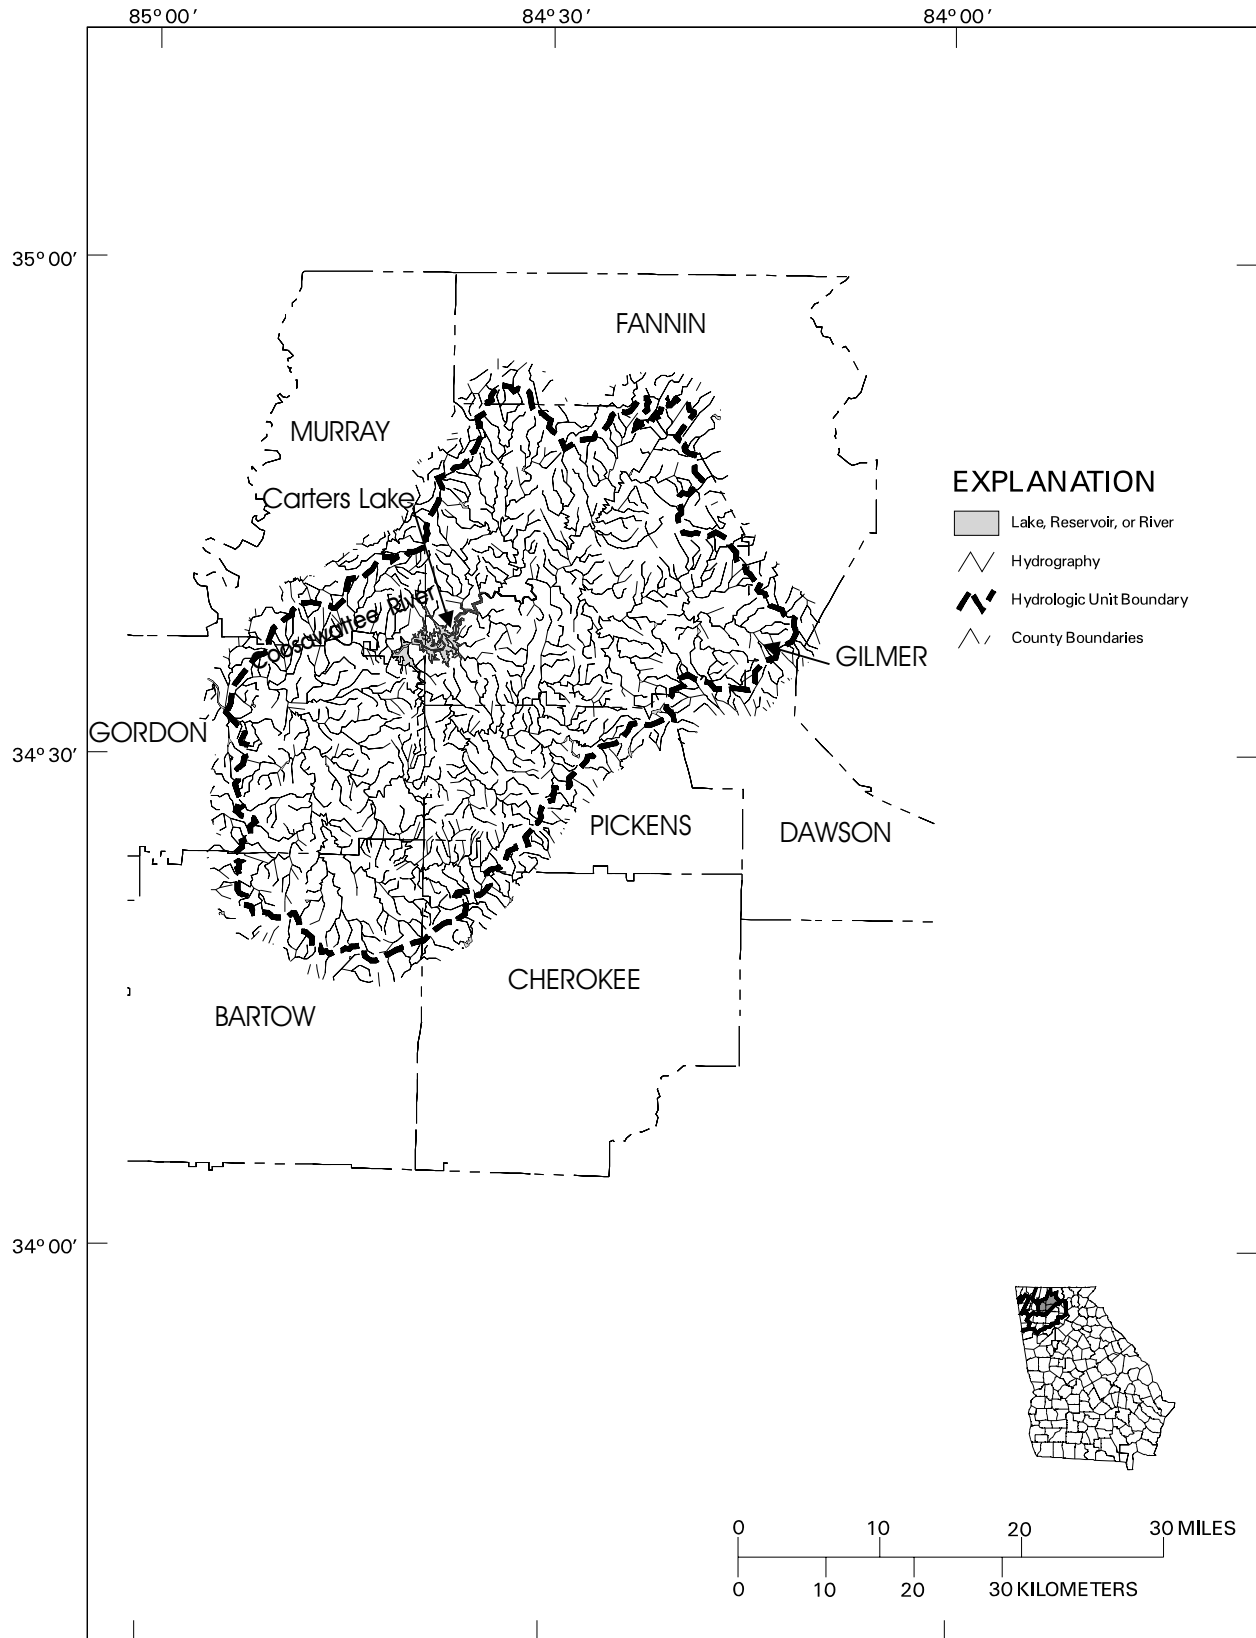 85° 00′ 84° 30′ 84° 00′
35° 00′
FANNIN
MURRAY
EXPLANATION
Carters Lake
Lake, Reservoir, or River
Hydrography
Hydrologic Unit Boundary
Coosawattee River
County Boundaries
GILMER
GORDON
34° 30′
PICKENS
DAWSON
CHEROKEE
BARTOW
34° 00′
0 10 20 30 MILES
0 10 20 30 KILOMETERS